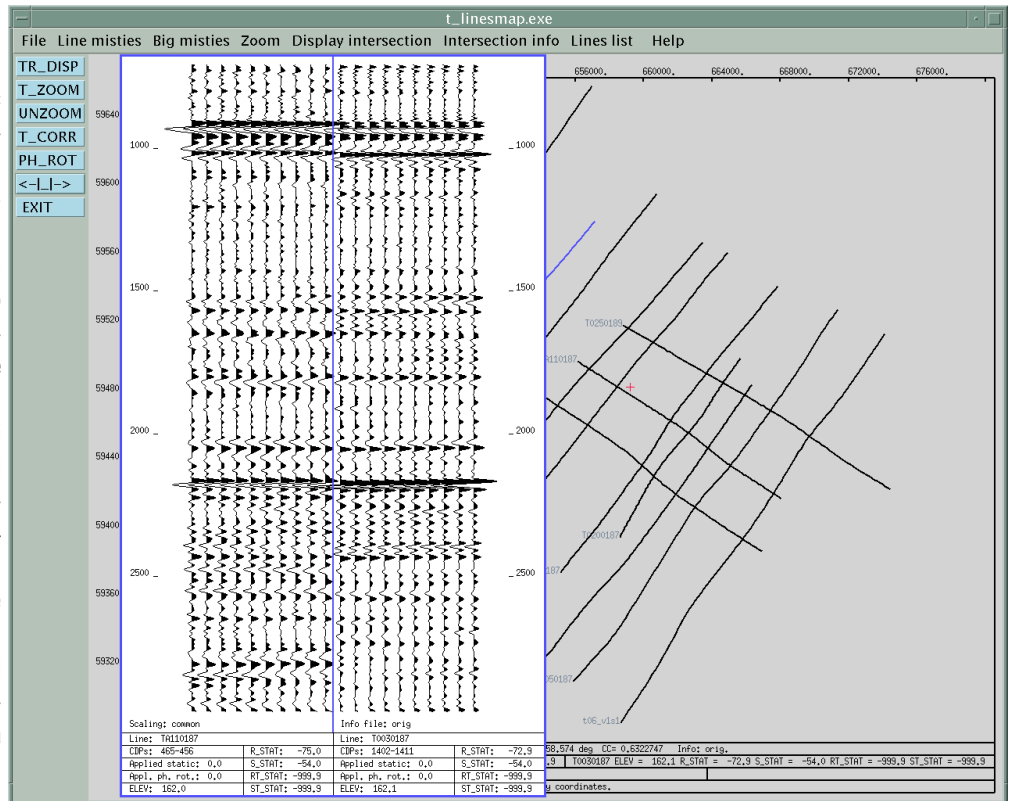 t_linesmap.exe
File Line misties Big misties Zoom Display intersection Intersection info Lines list Help
TR_DISP
T_ZOOM
UNZOOM
T_CORR
PH_ROT
<-|_|->
EXIT
656000. 660000. 664000. 668000. 672000. 676000.
59640
59600
59560
59520
59480
59440
59400
59360
59320
1000 _ _ 1000
1500 _ _ 1500
2000 _ _ 2000
2500 _ _ 2500
T0250189
A110187
T0200187
187
050187
t06_v1s1
Scaling: common Info file: orig
Line: TA110187 Line: T0030187
CDPs: 465-456 R_STAT: -75.0 CDPs: 1402-1411 R_STAT: -72.9
Applied static: 0.0 S_STAT: -54.0 Applied static: 0.0 S_STAT: -54.0
Appl. ph. rot.: 0.0 RT_STAT: -999.9 Appl. ph. rot.: 0.0 RT_STAT: -999.9
ELEV: 162.0 ST_STAT: -999.9 ELEV: 162.1 ST_STAT: -999.9
58.574 deg CC= 0.6322747 Info: orig.
.9 T0030187 ELEV = 162.1 R_STAT = -72.9 S_STAT = -54.0 RT_STAT = -999.9 ST_STAT = -999.9
y coordinates.